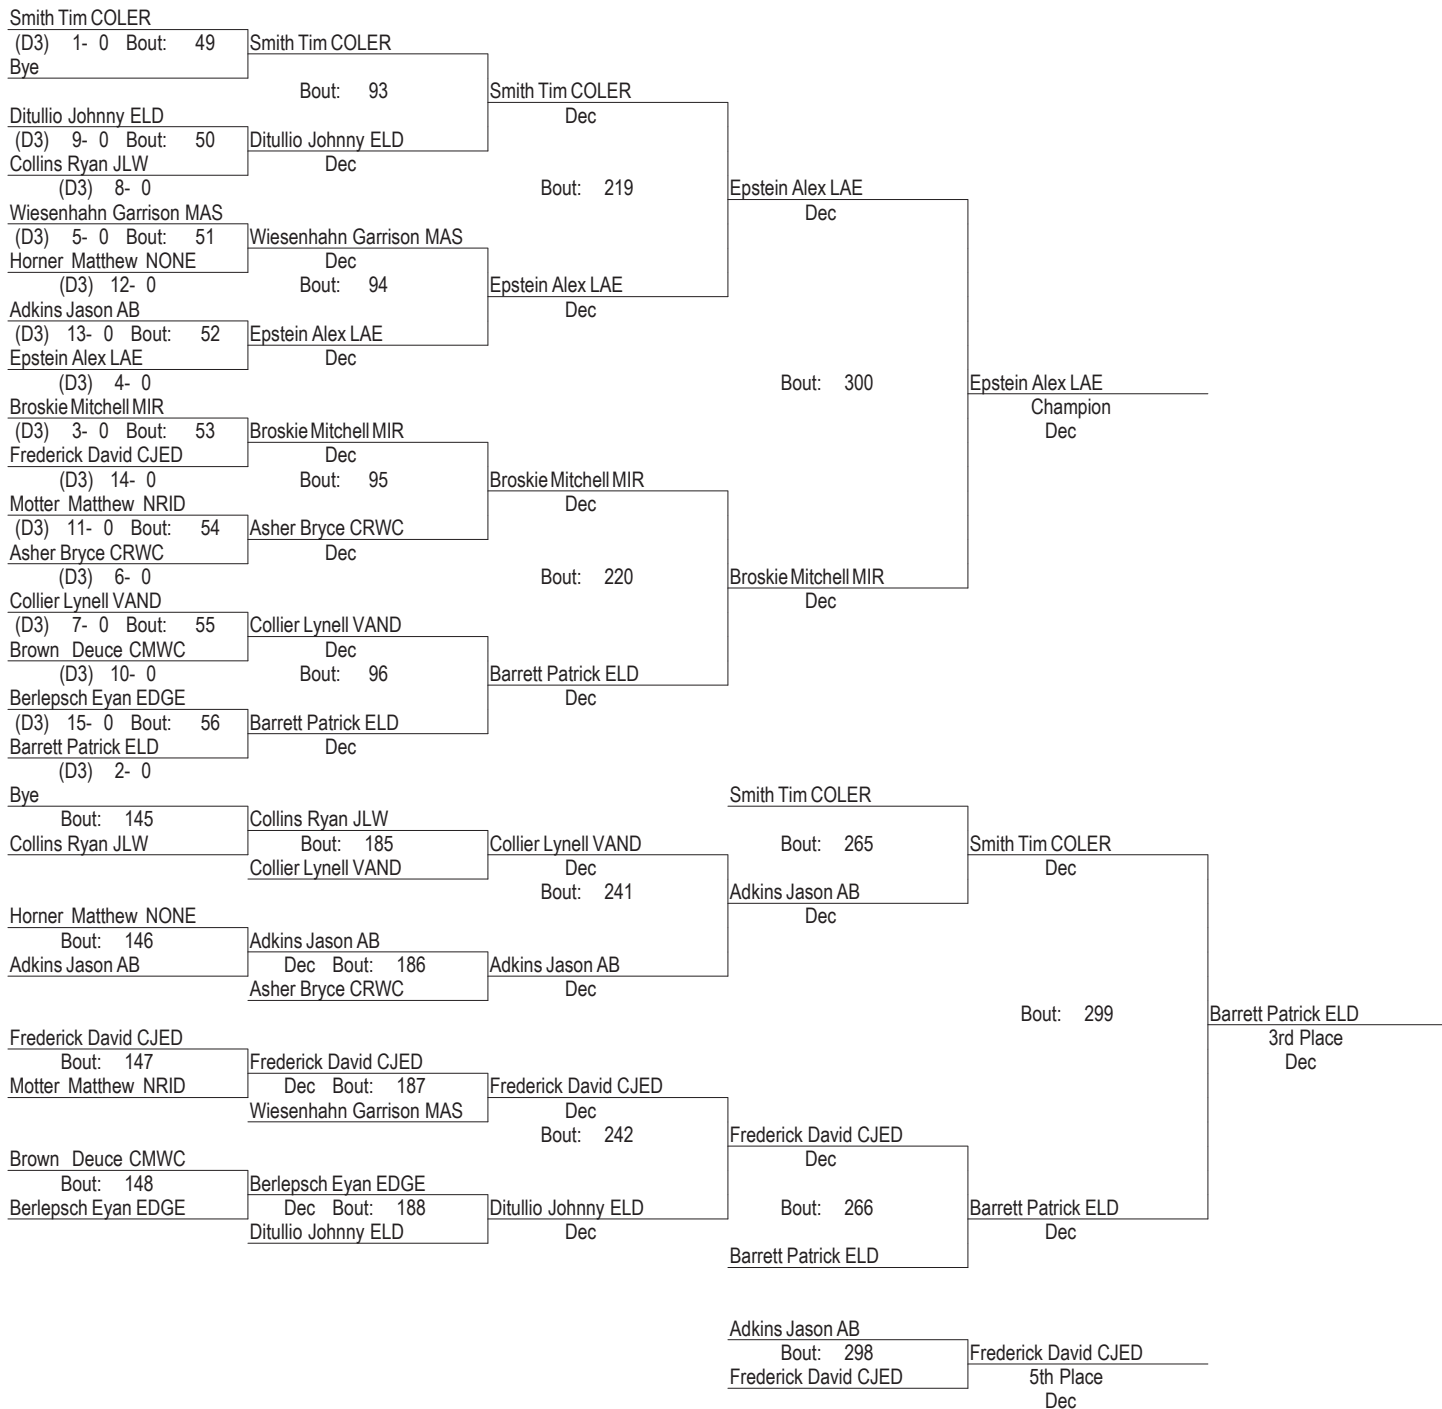 Smith Tim COLER
(D3) 1- 0 Bout: 49 Smith Tim COLER
Bye
Bout: 93 Smith Tim COLER
Ditullio Johnny ELD Dec
(D3) 9- 0 Bout: 50 Ditullio Johnny ELD
Collins Ryan JLW Dec
(D3) 8- 0 Bout: 219 Epstein Alex LAE
Wiesenhahn Garrison MAS Dec
(D3) 5- 0 Bout: 51 Wiesenhahn Garrison MAS
Horner Matthew NONE Dec
(D3) 12- 0 Bout: 94 Epstein Alex LAE
Adkins Jason AB Dec
(D3) 13- 0 Bout: 52 Epstein Alex LAE
Epstein Alex LAE Dec
(D3) 4- 0 Bout: 300 Epstein Alex LAE
Broskie Mitchell MIR Champion
(D3) 3- 0 Bout: 53 Broskie Mitchell MIR Dec
Frederick David CJED Dec
(D3) 14- 0 Bout: 95 Broskie Mitchell MIR
Motter Matthew NRID Dec
(D3) 11- 0 Bout: 54 Asher Bryce CRWC
Asher Bryce CRWC Dec
(D3) 6- 0 Bout: 220 Broskie Mitchell MIR
Collier Lynell VAND Dec
(D3) 7- 0 Bout: 55 Collier Lynell VAND
Brown Deuce CMWC Dec
(D3) 10- 0 Bout: 96 Barrett Patrick ELD
Berlepsch Eyan EDGE Dec
(D3) 15- 0 Bout: 56 Barrett Patrick ELD
Barrett Patrick ELD Dec
(D3) 2- 0
Bye Smith Tim COLER
Bout: 145 Collins Ryan JLW
Collins Ryan JLW Bout: 185 Collier Lynell VAND Bout: 265 Smith Tim COLER
Collier Lynell VAND Dec Dec
Bout: 241 Adkins Jason AB
Horner Matthew NONE Dec
Bout: 146 Adkins Jason AB
Adkins Jason AB Dec Bout: 186 Adkins Jason AB
Asher Bryce CRWC Dec
Bout: 299 Barrett Patrick ELD
Frederick David CJED 3rd Place
Bout: 147 Frederick David CJED Dec
Motter Matthew NRID Dec Bout: 187 Frederick David CJED
Wiesenhahn Garrison MAS Dec
Bout: 242 Frederick David CJED
Brown Deuce CMWC Dec
Bout: 148 Berlepsch Eyan EDGE
Berlepsch Eyan EDGE Dec Bout: 188 Ditullio Johnny ELD Bout: 266 Barrett Patrick ELD
Ditullio Johnny ELD Dec Dec
Barrett Patrick ELD
Adkins Jason AB
Bout: 298 Frederick David CJED
Frederick David CJED 5th Place
Dec